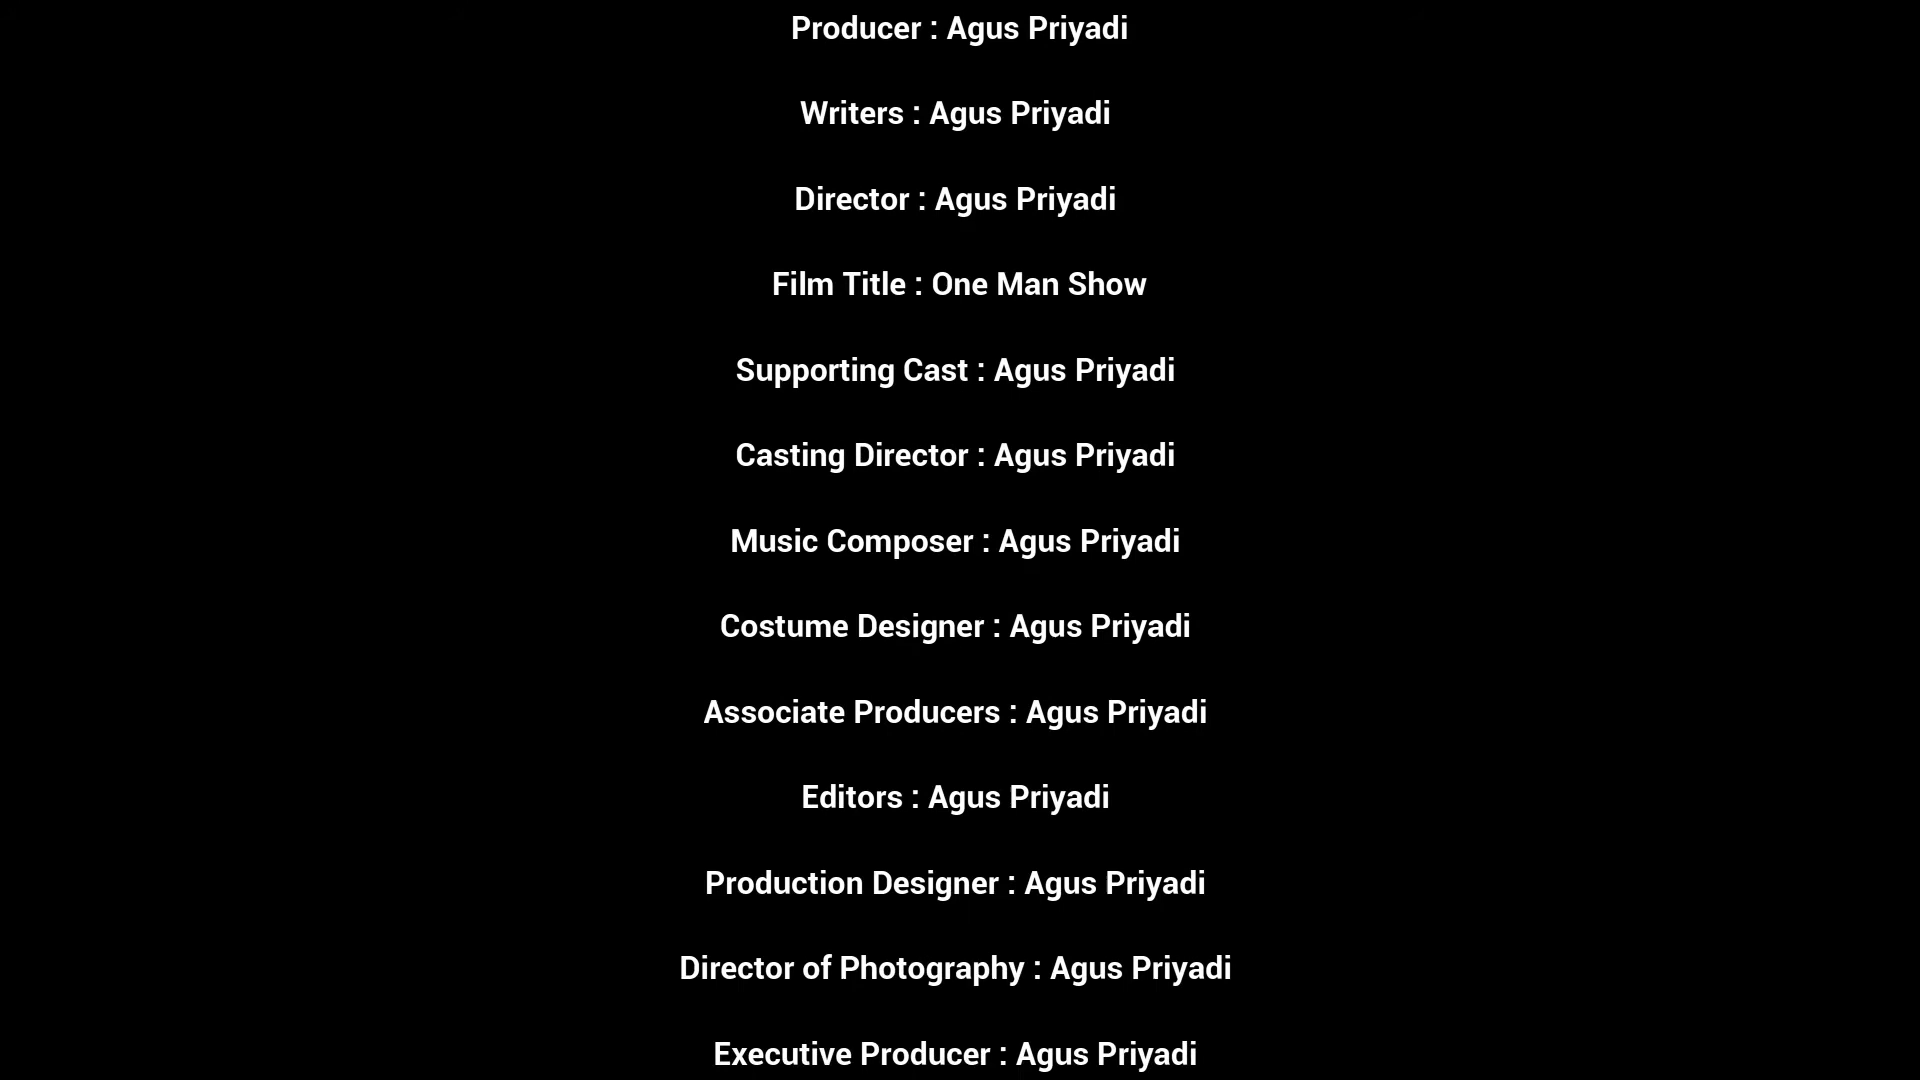 Producer : Agus Priyadi
Writers : Agus Priyadi
Director : Agus Priyadi
Film Title : One Man Show
Supporting Cast : Agus Priyadi
Casting Director : Agus Priyadi
Music Composer : Agus Priyadi
Costume Designer : Agus Priyadi
Associate Producers : Agus Priyadi
Editors : Agus Priyadi
Production Designer : Agus Priyadi
Director of Photography : Agus Priyadi
Executive Producer : Agus Priyadi